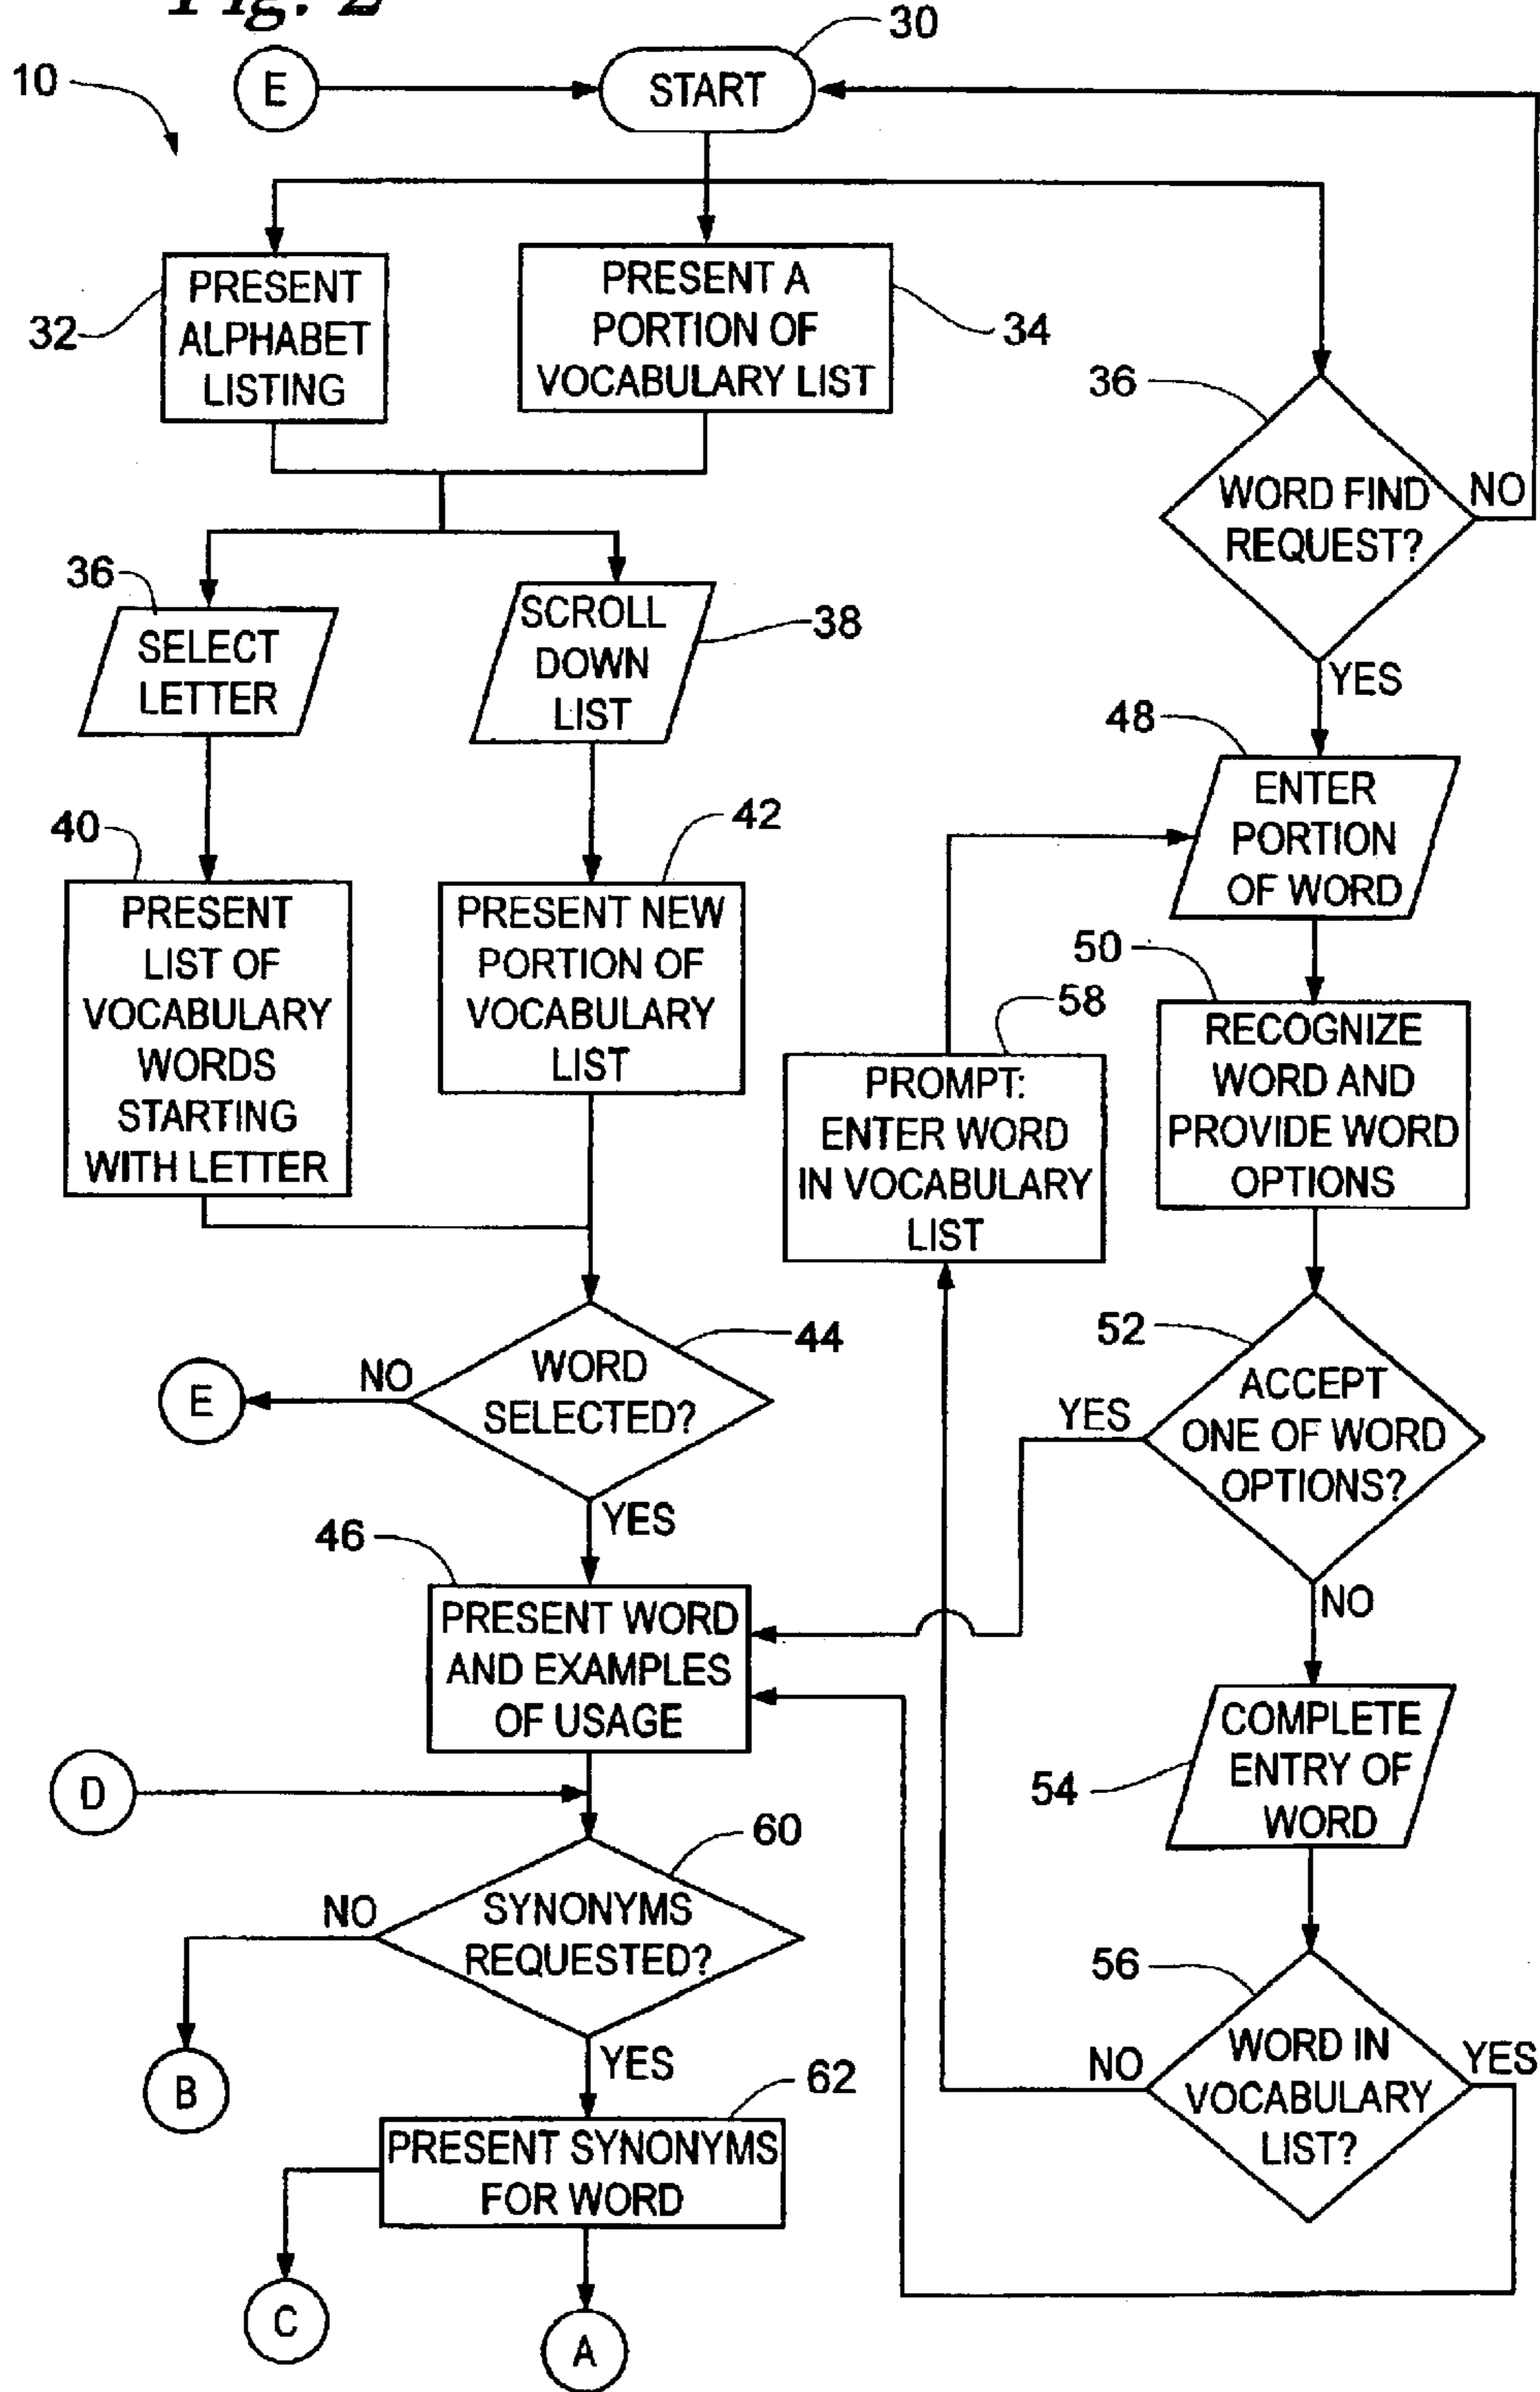 Fig. 2
10
E
START
30
PRESENT
ALPHABET
LISTING
32
PRESENT A
PORTION OF
VOCABULARY LIST
34
36
WORD FIND
REQUEST?
NO
YES
36
SELECT
LETTER
SCROLL
DOWN
LIST
38
48
ENTER
PORTION
OF WORD
40
PRESENT
LIST OF
VOCABULARY
WORDS
STARTING
WITH LETTER
42
PRESENT NEW
PORTION OF
VOCABULARY
LIST
58
PROMPT:
ENTER WORD
IN VOCABULARY
LIST
50
RECOGNIZE
WORD AND
PROVIDE WORD
OPTIONS
44
WORD
SELECTED?
NO
E
YES
52
ACCEPT
ONE OF WORD
OPTIONS?
YES
NO
46
PRESENT WORD
AND EXAMPLES
OF USAGE
D
54
COMPLETE
ENTRY OF
WORD
60
SYNONYMS
REQUESTED?
NO
B
YES
56
WORD IN
VOCABULARY
LIST?
NO
YES
62
PRESENT SYNONYMS
FOR WORD
C
A